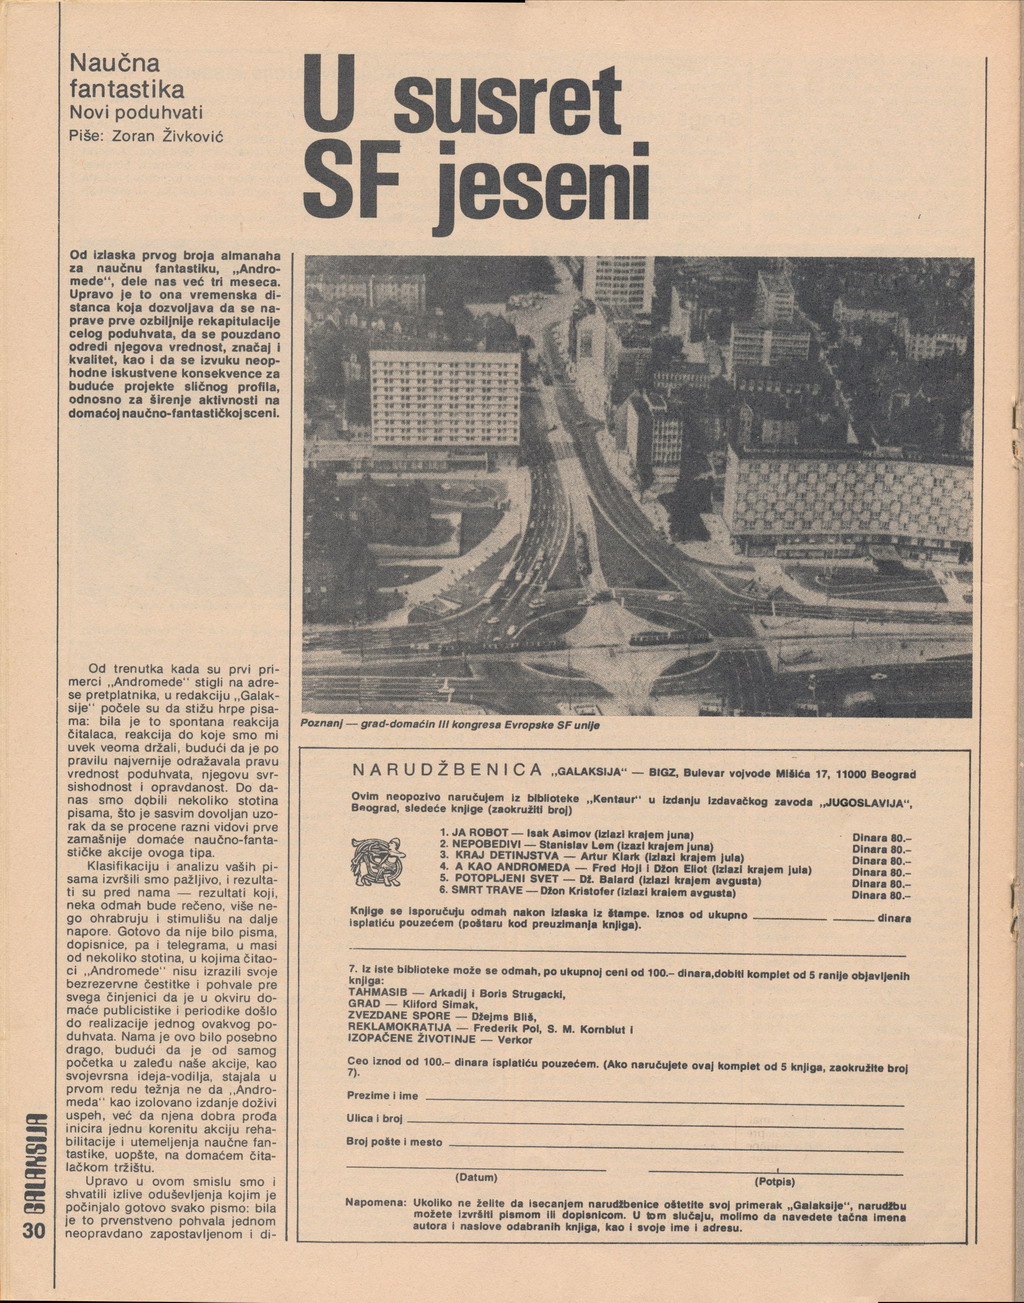 Naučna
fantastika
Novi poduhvati
Piše: Zoran Živković
U susret
SF jeseni
Od izlaska prvog broja almanaha
za naučnu fantastiku, „Andro-
mede“, dele nas već tri meseca.
Upravo je to ona vremenska di-
stanca koja dozvoljava da se na-
prave prve ozbiljnije rekapitulacije
celog poduhvata, da se pouzdano
odredi njegova vrednost, značaj i
kvalitet, kao i da se izvuku neop-
hodne iskustvene konsekvence za
buduće projekte sličnog profila,
odnosno za širenje aktivnosti na
domaćoj naučno-fantastičkoj sceni.
Od trenutka kada su prvi pri-
merci „Andromede“ stigli na adre-
se pretplatnika, u redakciju „Galak-
sije“ počele su da stižu hrpe pisa-
ma: bila je to spontana reakcija
čitalaca, reakcija do koje smo mi
uvek veoma držali, budući da je po
pravilu najvernije odražavala pravu
vrednost poduhvata, njegovu svr-
sishodnost i opravdanost. Do da-
nas smo dobili nekoliko stotina
pisama, što je sasvim dovoljan uzo-
rak da se procene razni vidovi prve
zamašnije domaće naučno-fanta-
stičke akcije ovoga tipa.
Klasifikaciju i analizu vaših pi-
sama izvršili smo pažljivo, i rezulta-
ti su pred nama — rezultati koji,
neka odmah bude rečeno, više ne-
go ohrabruju i stimulišu na dalje
napore. Gotovo da nije bilo pisma,
dopisnice, pa i telegrama, u masi
od nekoliko stotina, u kojima čitao-
ci „Andromede“ nisu izrazili svoje
bezrezervne čestitke i pohvale pre
svega činjenici da je u okviru do-
maće publicistike i periodike došlo
do realizacije jednog ovakvog po-
duhvata. Nama je ovo bilo posebno
drago, budući da je od samog
početka u zaleđu naše akcije, kao
svojevrsna ideja-vodilja, stajala u
prvom redu težnja ne da „Andro-
meda“ kao izolovano izdanje doživi
uspeh, već da njena dobra prođa
inicira jednu korenitu akciju reha-
bilitacije i utemeljenja naučne fan-
tastike, uopšte, na domaćem čita-
lačkom tržištu.
Upravo u ovom smislu smo i
shvatili izlive oduševljenja kojim je
počinjalo gotovo svako pismo: bila
je to prvenstveno pohvala jednom
neopravdano zapostavljenom i di-
Poznanj — grad-domaćin III kongresa Evropske SF unije
NARUDŽBENICA „GALAKSIJA“ — BIGZ, Bulevar vojvode Mišića 17, 11000 Beograd
Ovim neopozivo naručujem iz biblioteke „Kentaur“ u izdanju Izdavačkog zavoda „JUGOSLAVIJA“,
Beograd, sledeće knjige (zaokružiti broj)
1. JA ROBOT — Isak Asimov (izlazi krajem juna) Dinara 80.–
2. NEPOBEDIVI — Stanislav Lem (izazi krajem juna) Dinara 80.–
3. KRAJ DETINJSTVA — Artur Klark (izlazi krajem jula) Dinara 80.–
4. A KAO ANDROMEDA — Fred Hojl i Džon Eliot (izlazi krajem jula) Dinara 80.–
5. POTOPLJENI SVET — Dž. Balard (izlazi krajem avgusta) Dinara 80.–
6. SMRT TRAVE — Džon Kristofer (izlazi krajem avgusta) Dinara 80.–
Knjige se isporučuju odmah nakon izlaska iz štampe. Iznos od ukupno ________ ____ dinara
isplatiću pouzećem (poštaru kod preuzimanja knjiga).
7. Iz iste biblioteke može se odmah, po ukupnoj ceni od 100.– dinara,dobiti komplet od 5 ranije objavljenih
knjiga:
TAHMASIB — Arkadij i Boris Strugacki,
GRAD — Kliford Simak,
ZVEZDANE SPORE — Džejms Bliš,
REKLAMOKRATIJA — Frederik Pol, S. M. Kornblut i
IZOPAČENE ŽIVOTINJE — Verkor
Ceo iznod od 100.– dinara isplatiću pouzećem. (Ako naručujete ovaj komplet od 5 knjiga, zaokružite broj
7).
Prezime i ime
Ulica i broj
Broj pošte i mesto
(Datum) (Potpis)
Napomena: Ukoliko ne želite da isecanjem narudžbenice oštetite svoj primerak „Galaksije“, narudžbu
možete izvršiti pismom ili dopisnicom. U tom slučaju, molimo da navedete tačna imena
autora i naslove odabranih knjiga, kao i svoje ime i adresu.
GALAKSIJA
30